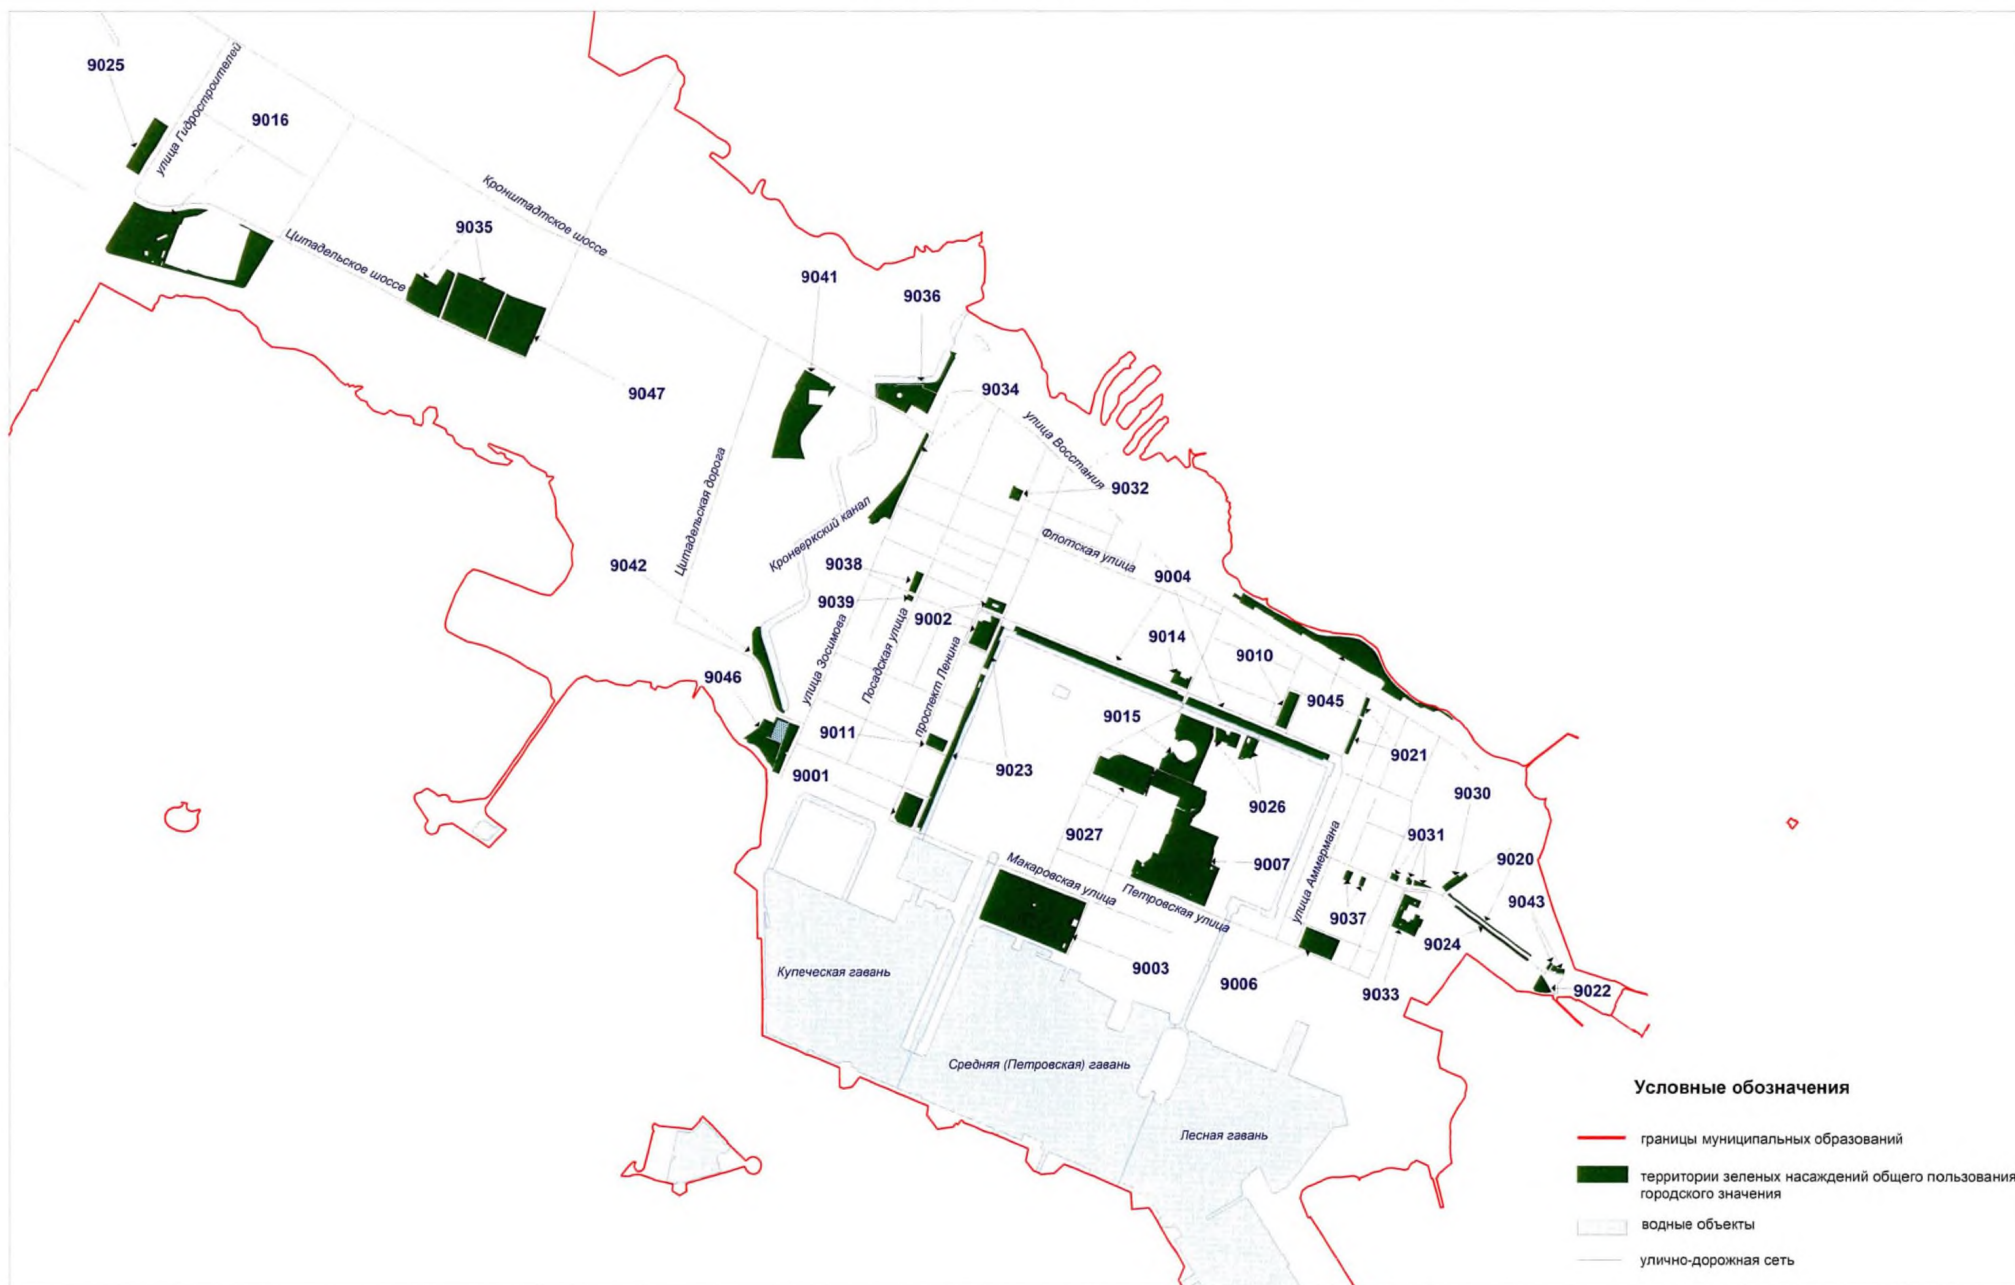 9025
улица Гидростроителей
9016
Кронштадтское шоссе
9035
Цитадельское шоссе
9041
9036
9047
9034
улица Восстания
9032
Цитадельская дорога
Кронверкский канал
Флотская улица
9042
9038
9004
9039
9002
9014
улица Зосимова
Посадская улица
проспект Ленина
9010
9046
9045
9015
9011
9021
9001
9023
9030
9026
9027
9031
улица Аммермана
9020
Макаровская улица
9007
Петровская улица
9043
9037
9024
Купеческая гавань
9003
9006
9033
9022
Средняя (Петровская) гавань
Лесная гавань
Условные обозначения
границы муниципальных образований
территории зеленых насаждений общего пользования
городского значения
водные объекты
улично-дорожная сеть